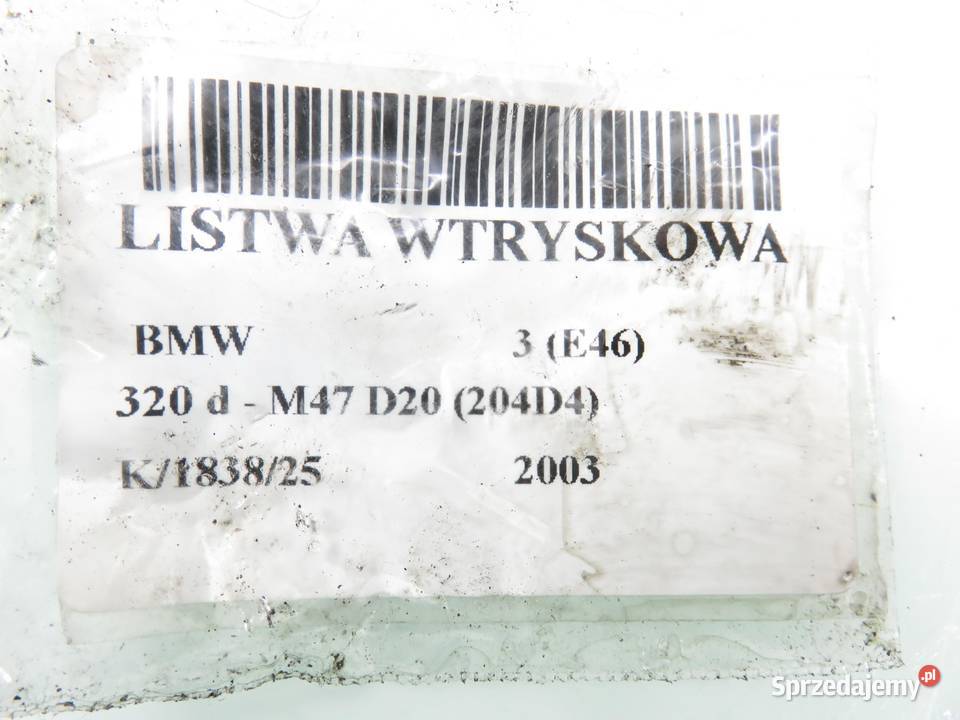 LISTWA WTRYSKOWA
BMW 3 (E46)
320 d - M47 D20 (204D4)
K/1838/25 2003
Sprzedajemy.pl